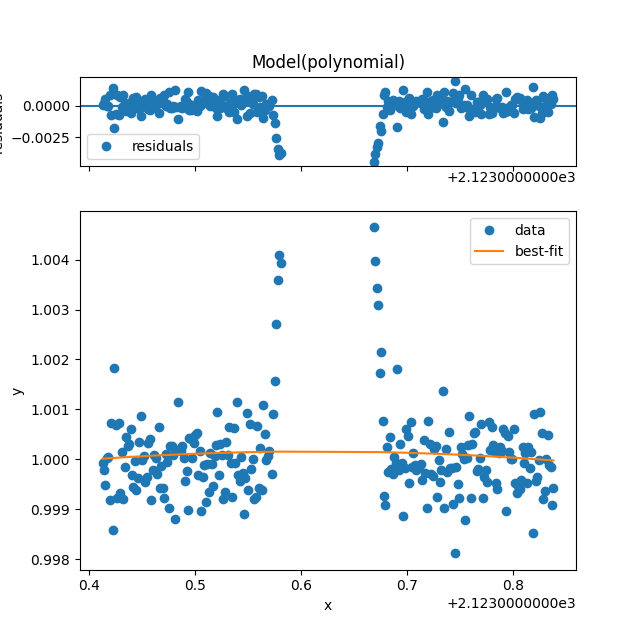 Model(polynomial)
0.0000
−0.0025
residuals
+2.1230000000e3
1.004
1.003
1.002
1.001
1.000
0.999
0.998
y
data
best-fit
0.4
0.5
0.6
0.7
0.8
x
+2.1230000000e3